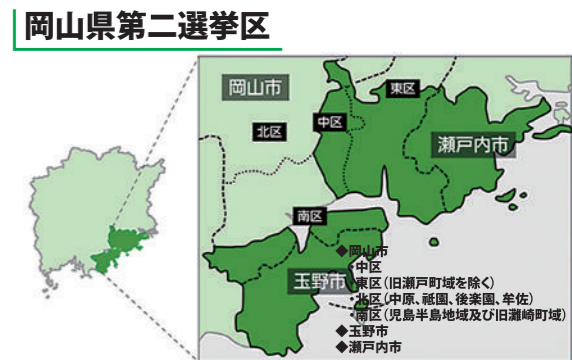 岡山県第二選挙区
岡山市
東区
中区
北区
瀬戸内市
南区
玉野市
◆岡山市
・中区
・東区（旧瀬戸町域を除く）
・北区（中原、祇園、後楽園、牟佐）
・南区（児島半島地域及び旧灘崎町域）
◆玉野市
◆瀬戸内市